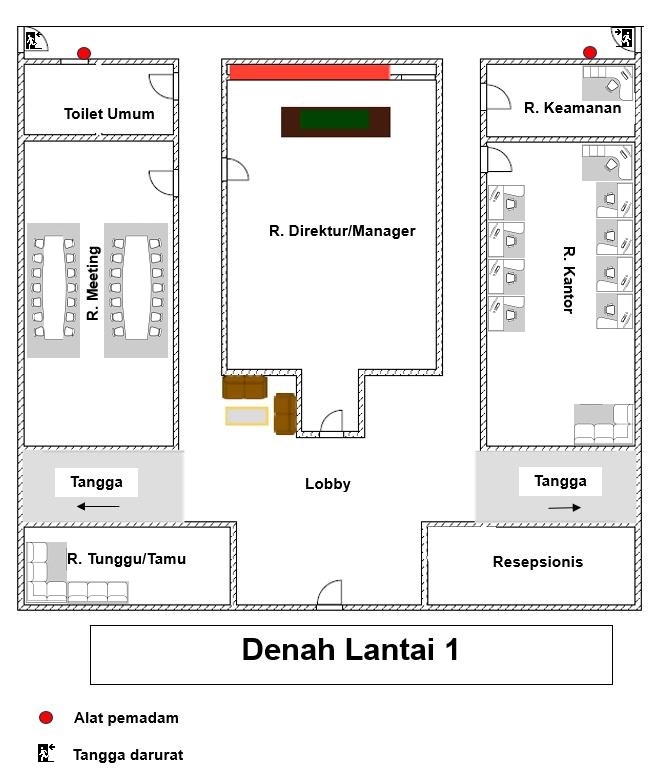 Toilet Umum
R. Keamanan
R. Direktur/Manager
R. Meeting
R. Kantor
Tangga
Lobby
Tangga
R. Tunggu/Tamu
Resepsionis
Denah Lantai 1
Alat pemadam
Tangga darurat